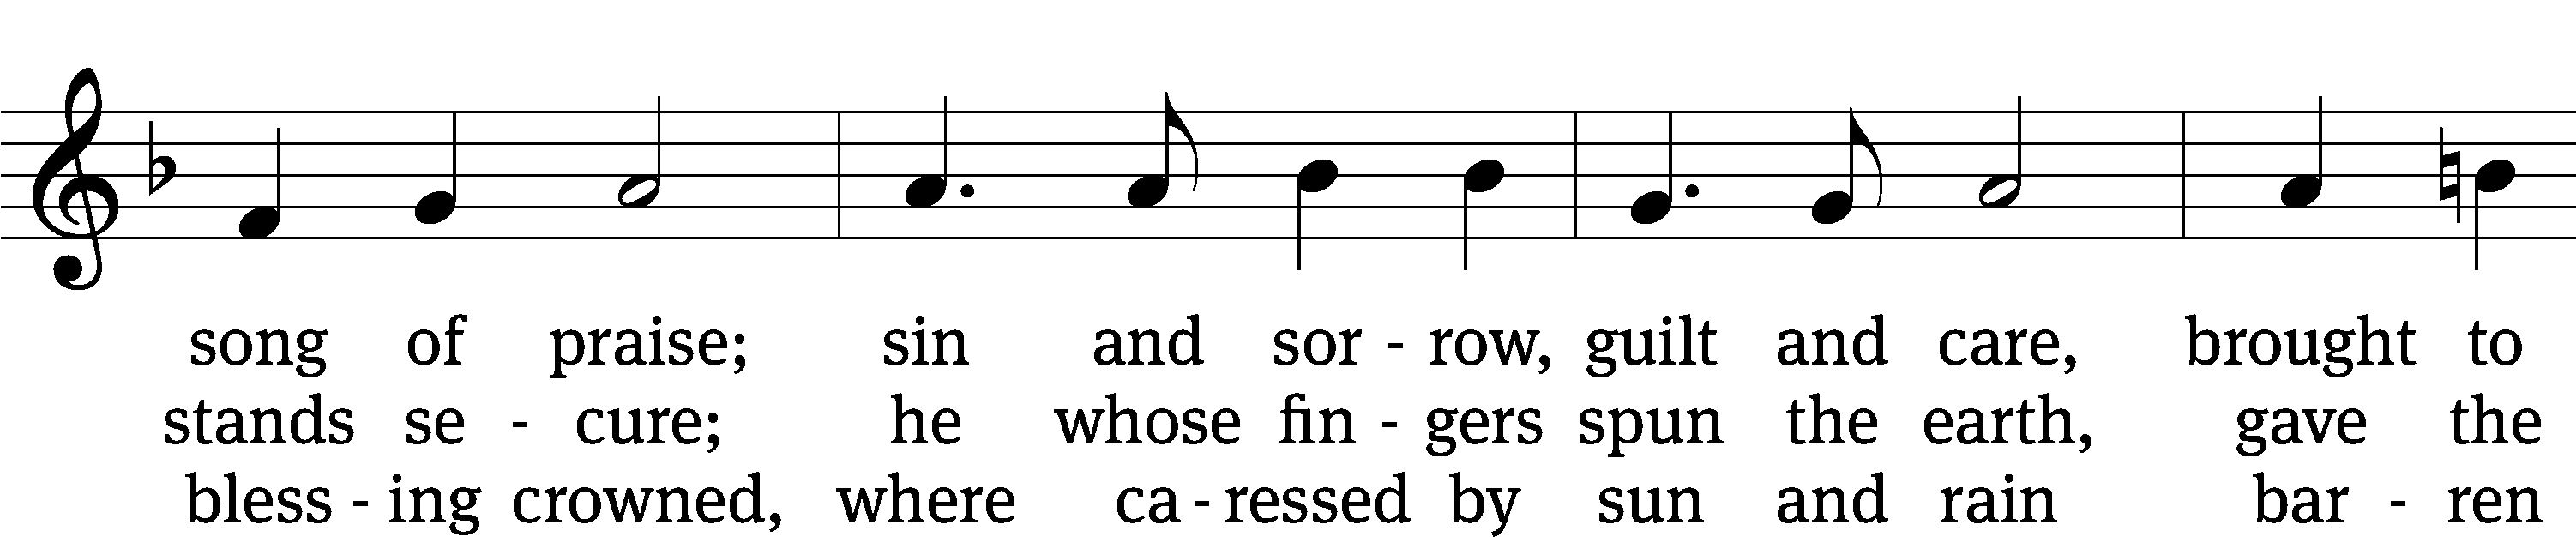 song of praise; sin and sor - row, guilt and care, brought to
stands se - cure; he whose fin - gers spun the earth, gave the
bless - ing crowned, where ca - ressed by sun and rain bar - ren